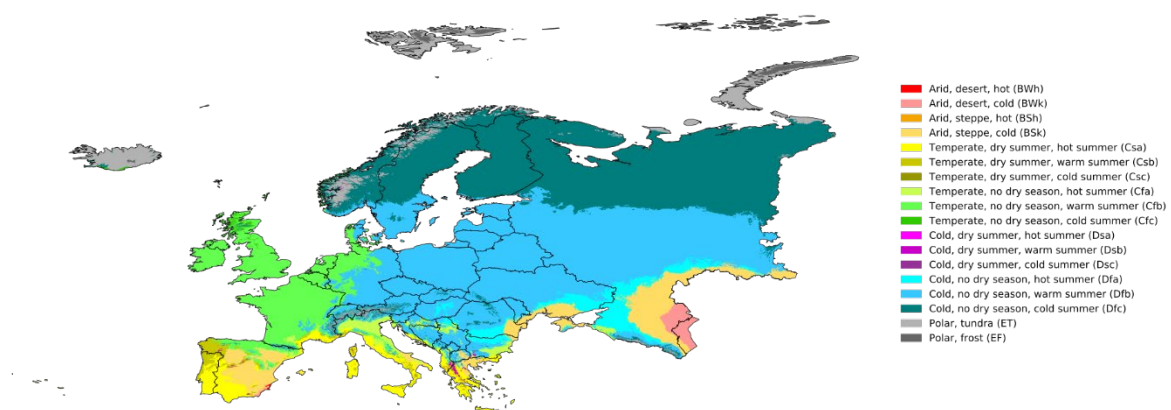 Arid, desert, hot (BWh)
Arid, desert, cold (BWk)
Arid, steppe, hot (BSh)
Arid, steppe, cold (BSk)
Temperate, dry summer, hot summer (Csa)
Temperate, dry summer, warm summer (Csb)
Temperate, dry summer, cold summer (Csc)
Temperate, no dry season, hot summer (Cfa)
Temperate, no dry season, warm summer (Cfb)
Temperate, no dry season, cold summer (Cfc)
Cold, dry summer, hot summer (Dsa)
Cold, dry summer, warm summer (Dsb)
Cold, dry summer, cold summer (Dsc)
Cold, no dry season, hot summer (Dfa)
Cold, no dry season, warm summer (Dfb)
Cold, no dry season, cold summer (Dfc)
Polar, tundra (ET)
Polar, frost (EF)